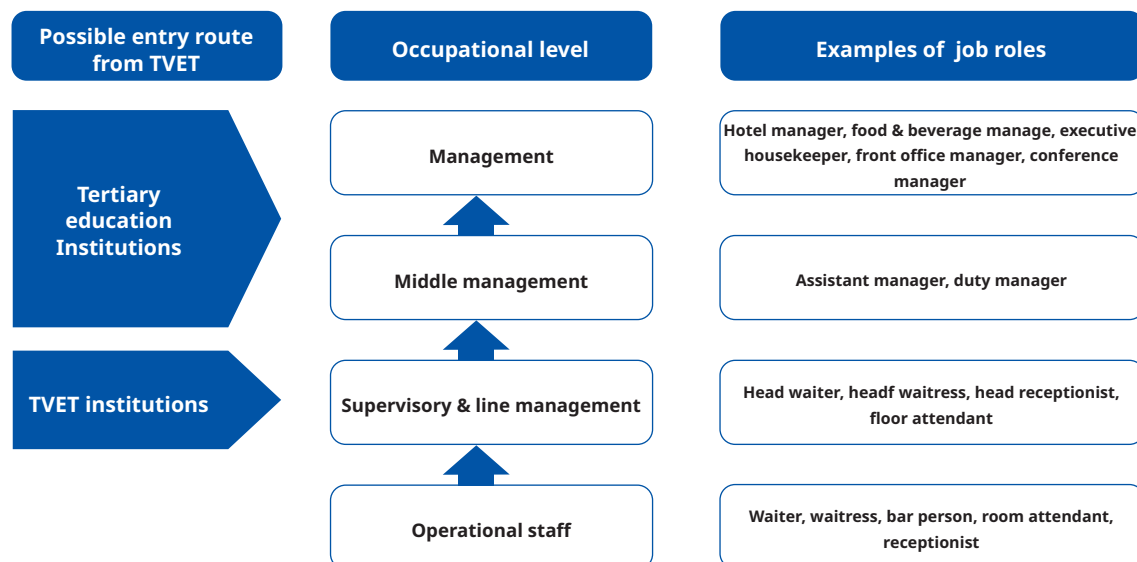 Possible entry route
from TVET
Occupational level
Examples of job roles
Tertiary
education
Institutions
Management
Hotel manager, food & beverage manage, executive
housekeeper, front office manager, conference
manager
Middle management
Assistant manager, duty manager
TVET institutions
Supervisory & line management
Head waiter, headf waitress, head receptionist,
floor attendant
Operational staff
Waiter, waitress, bar person, room attendant,
receptionist